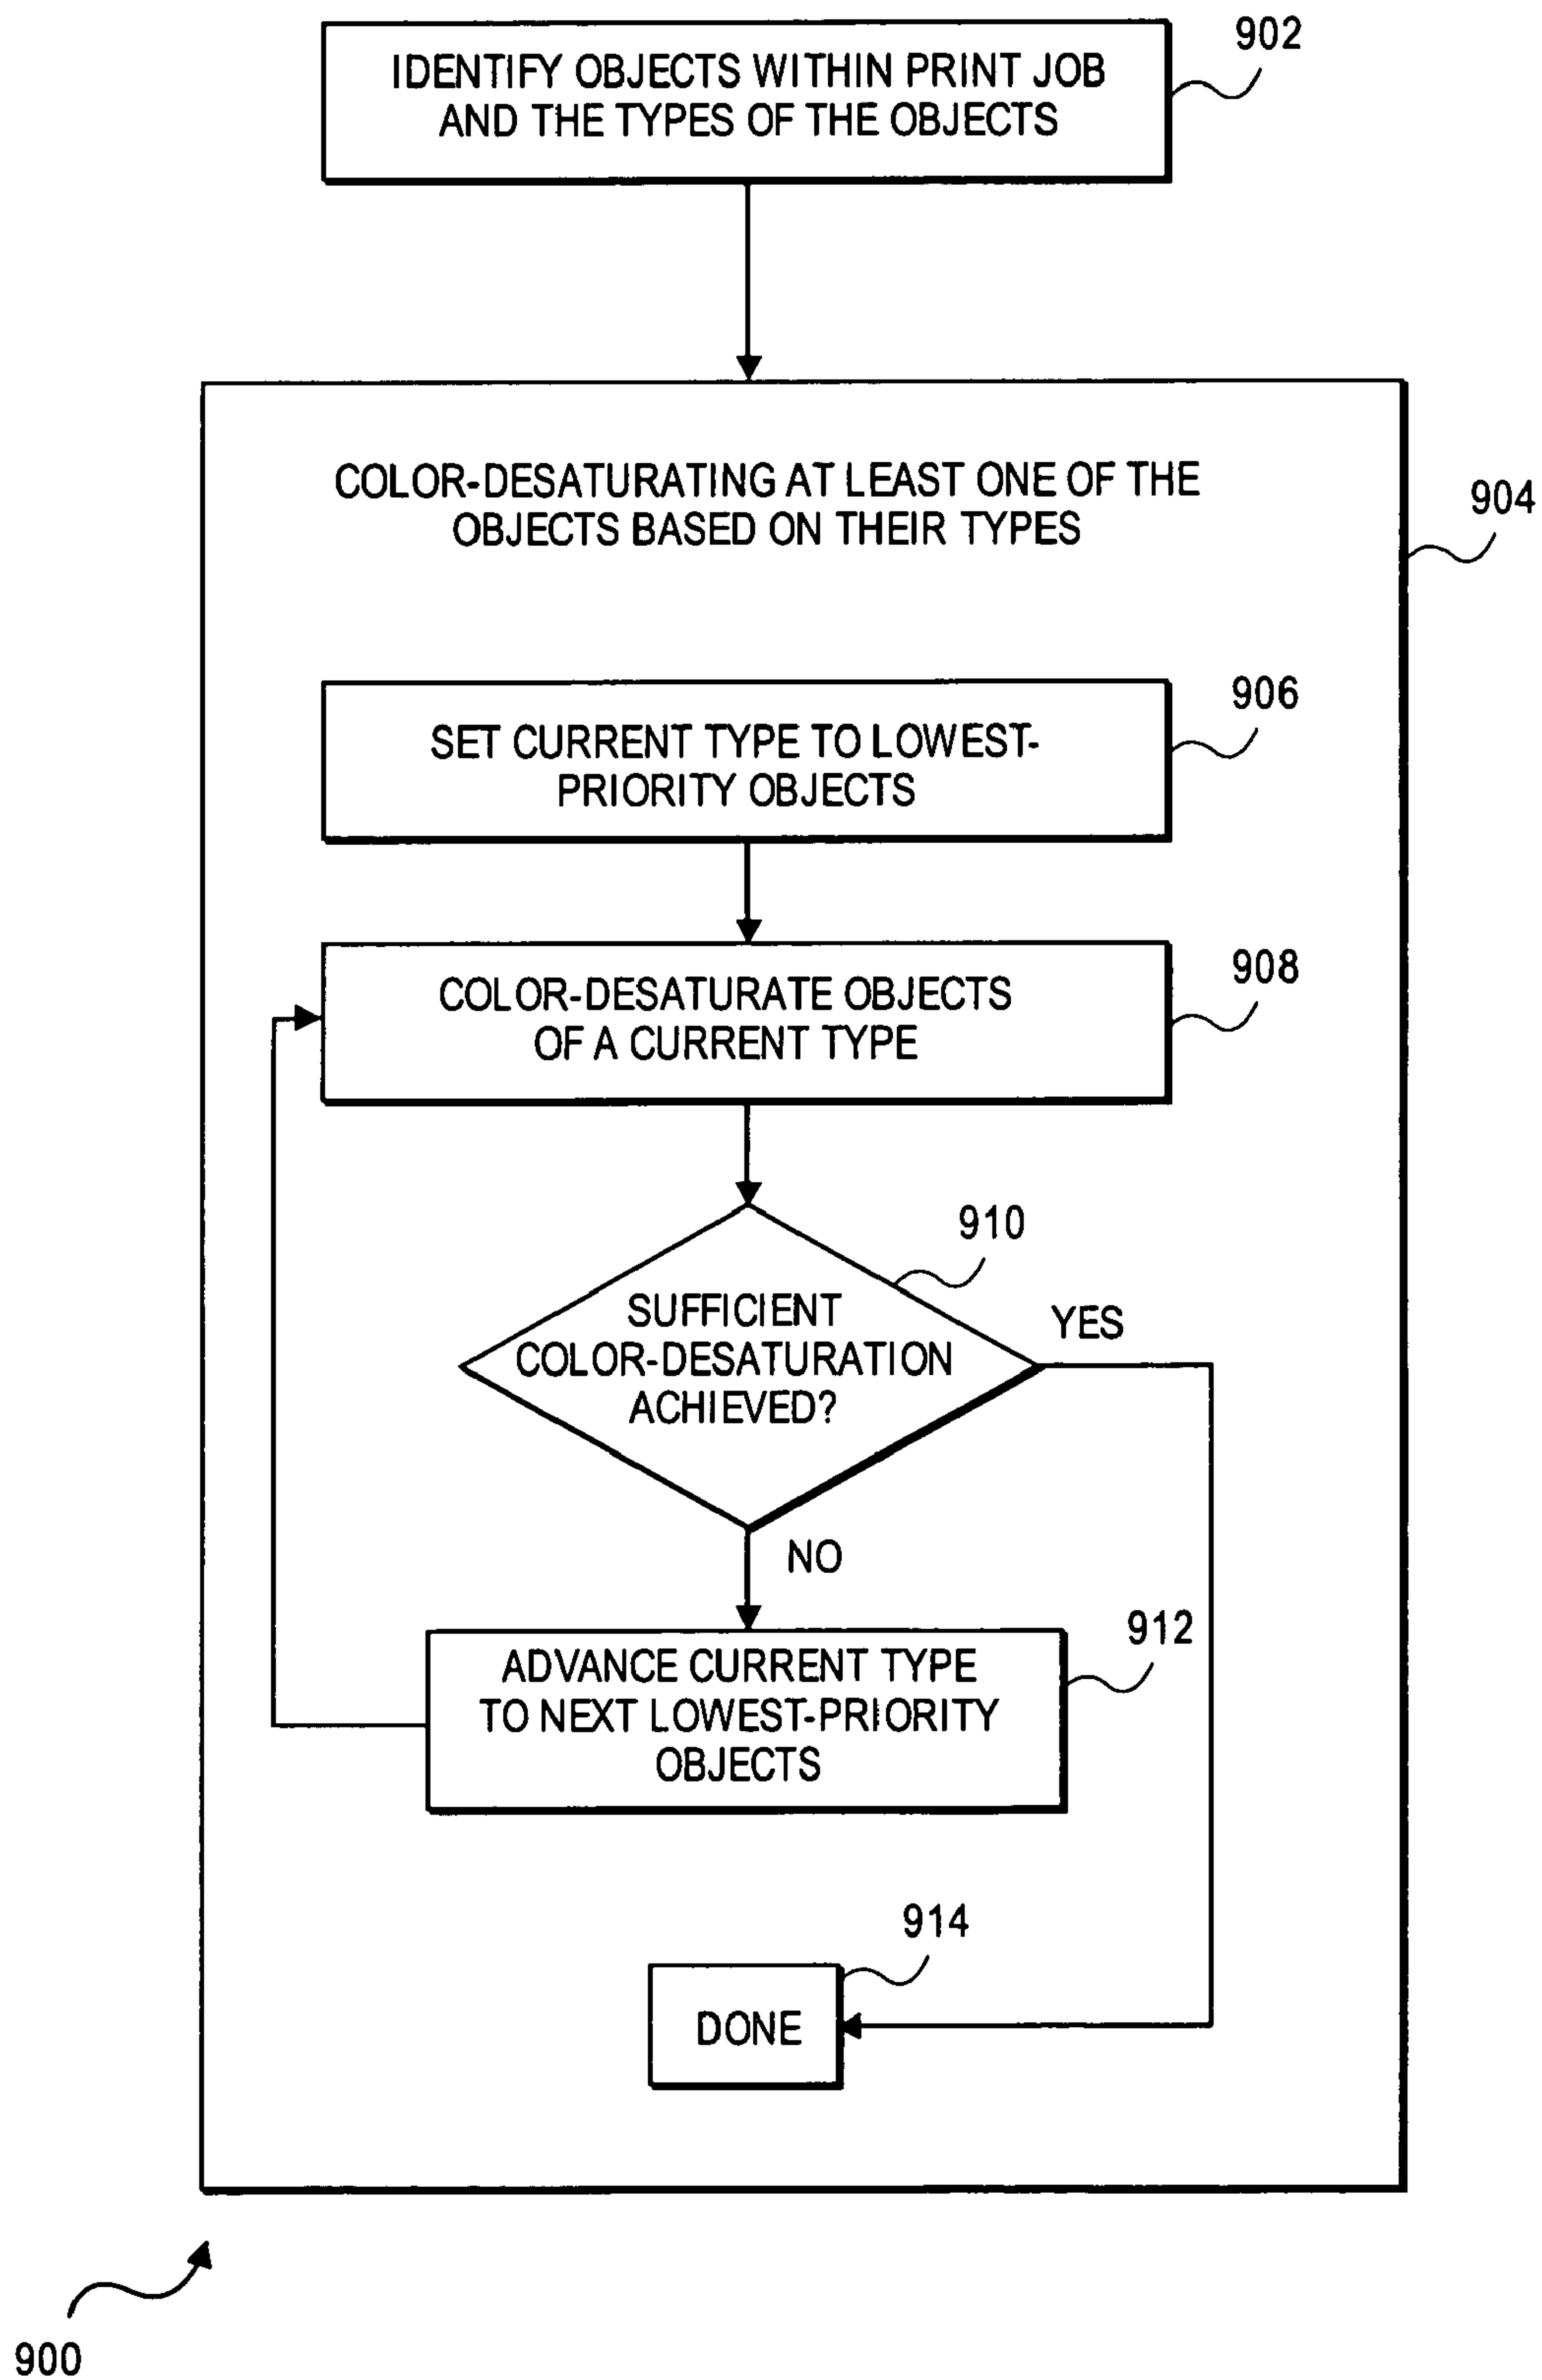 902
IDENTIFY OBJECTS WITHIN PRINT JOB
AND THE TYPES OF THE OBJECTS
COLOR-DESATURATING AT LEAST ONE OF THE
OBJECTS BASED ON THEIR TYPES
904
906
SET CURRENT TYPE TO LOWEST-
PRIORITY OBJECTS
908
COLOR-DESATURATE OBJECTS
OF A CURRENT TYPE
910
SUFFICIENT
COLOR-DESATURATION
ACHIEVED?
YES
NO
912
ADVANCE CURRENT TYPE
TO NEXT LOWEST-PRIORITY
OBJECTS
914
DONE
900